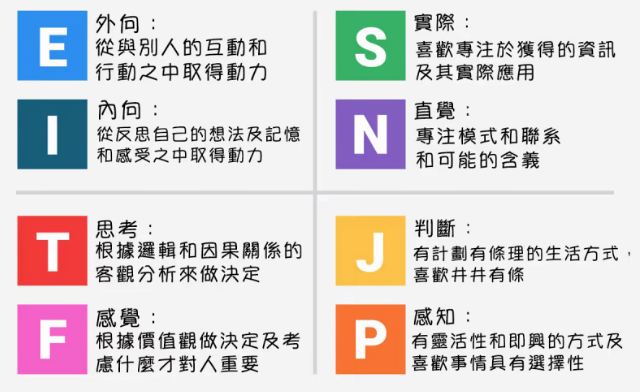 E
外向：
從與別人的互動和
行動之中取得動力
I
內向：
從反思自己的想法及記憶
和感受之中取得動力
S
實際：
喜歡專注於獲得的資訊
及其實際應用
N
直覺：
專注模式和聯系
和可能的含義
T
思考：
根據邏輯和因果關係的
客觀分析來做決定
F
感覺：
根據價值觀做決定及考
慮什麼才對人重要
J
判斷：
有計劃有條理的生活方式，
喜歡井井有條
P
感知：
有靈活性和即興的方式及
喜歡事情具有選擇性